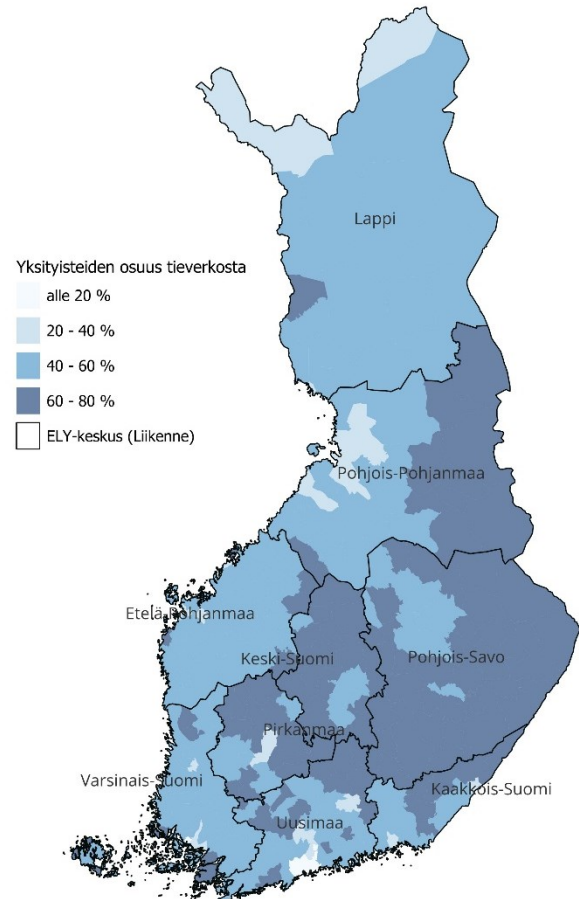 Lappi
Yksityisteiden osuus tieverkosta
alle 20 %
20 - 40 %
40 - 60 %
60 - 80 %
ELY-keskus (Liikenne)
Pohjois-Pohjanmaa
Etelä-Pohjanmaa
Keski-Suomi
Pohjois-Savo
Pirkanmaa
Varsinais-Suomi
Kaakkois-Suomi
Uusimaa